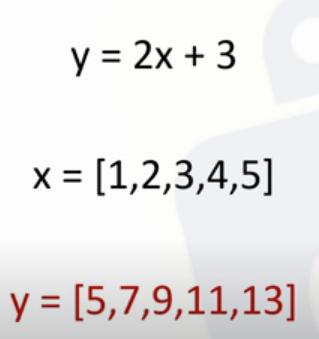 y = 2x + 3
x = [1,2,3,4,5]
y = [5,7,9,11,13]